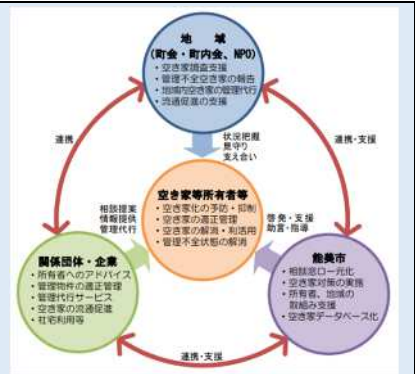 地　域
(町会・町内会、NPO)
・空き家調査支援
・管理不全空き家の報告
・地域内空き家の管理代行
・流通促進の支援
連携
連携・支援
状況把握
見守り
支え合い
空き家等所有者等
・空き家化の予防・抑制
・空き家の適正管理
・空き家の解消・利活用
・管理不全状態の解消
相談提案
情報提供
管理代行
啓発・支援
助言・指導
関係団体・企業
・所有者へのアドバイス
・管理物件の適正管理
・管理代行サービス
・空き家の流通促進
・社宅利用等
能美市
・相談窓口一元化
・空き家対策の実施
・所有者、地域の
取組み支援
・空き家データベース化
連携・支援